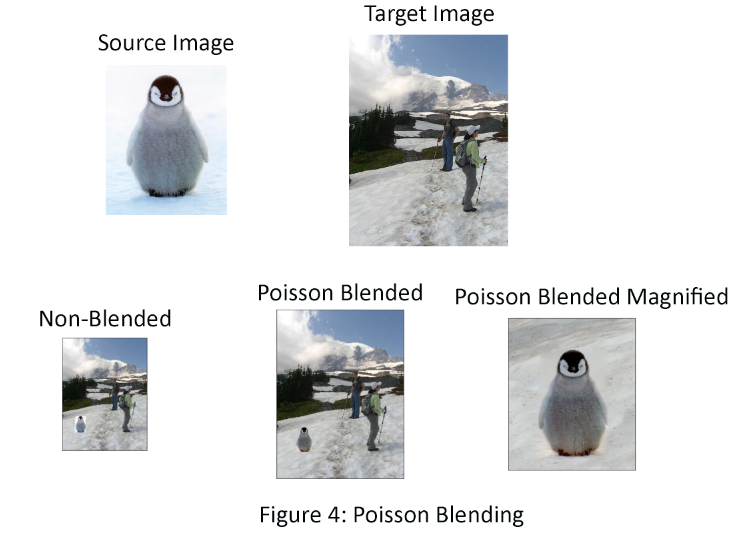 Target Image
Source Image
Poisson Blended
Poisson Blended Magnified
Non-Blended
Figure 4: Poisson Blending